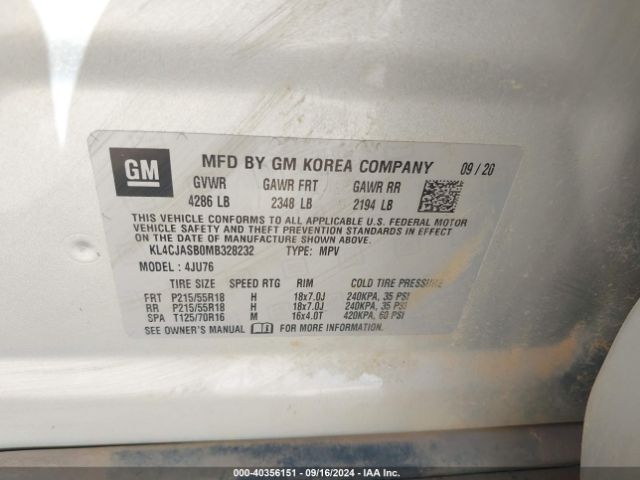 GM MFD BY GM KOREA COMPANY 09/20
GVWR GAWR FRT GAWR RR
4286 LB 2348 LB 2194 LB
THIS VEHICLE CONFORMS TO ALL APPLICABLE U.S. FEDERAL MOTOR
VEHICLE SAFETY AND THEFT PREVENTION STANDARDS IN EFFECT
ON THE DATE OF MANUFACTURE SHOWN ABOVE.
KL4CJASB0MB328232 TYPE: MPV
MODEL: 4JU76
TIRE SIZE SPEED RTG RIM COLD TIRE PRESSURE
FRT P215/55R18 H 18x7.0J 240KPA, 35 PSI
RR P215/55R18 H 18x7.0J 240KPA, 35 PSI
SPA T125/70R16 M 16x4.0T 420KPA, 60 PSI
SEE OWNER'S MANUAL FOR MORE INFORMATION.
000-40356151 - 09/16/2024 - IAA Inc.